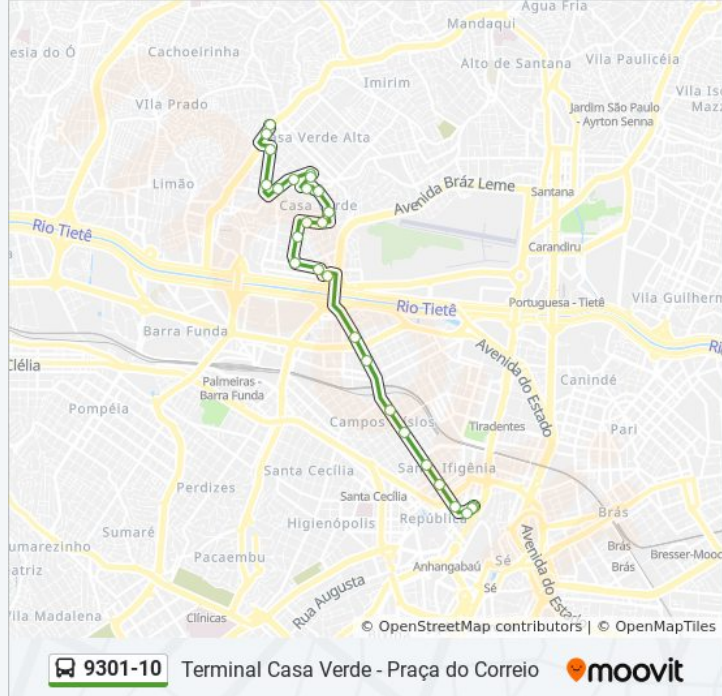 Água Fria
Mandaqui
esia do Ó
Cachoeirinha
Alto de Santana
Vila Paulicéia
Imirim
Vila Is
Maz
VIla Prado
Jardim São Paulo
- Ayrton Senna
asa Verde Alta
Limão
Avenida Bráz Leme
Santana
Casa Verde
Rio Tietê
Carandiru
Rio Tietê
Portuguesa - Tietê
Vila Guilherm
Barra Funda
Clélia
Avenida do Estado
Palmeiras -
Barra Funda
Canindé
Pompéia
Campos Elísios
Tiradentes
Pari
Santa Cecília
Santa Ifigênia
Perdizes
Santa Cecília
República
Brás
Higienópolis
Sumaré
Avenida do Estado
umarezinho
Pacaembu
Anhangabaú
Sé
Brás
Brás
Bresser-Mooc
atriz
Sé
Rua Augusta
Vila Madalena
Clínicas
© OpenStreetMap contributors | © OpenMapTiles
9301-10 Terminal Casa Verde - Praça do Correio moovit